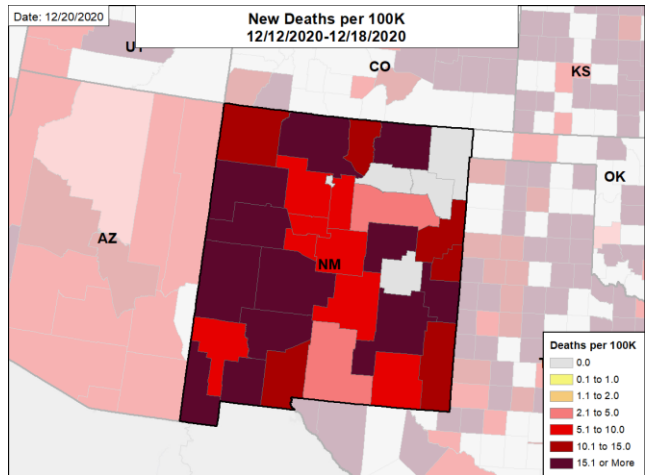 Date: 12/20/2020
New Deaths per 100K
12/12/2020-12/18/2020
UT
CO
KS
OK
AZ
NM
T
Deaths per 100K
0.0
0.1 to 1.0
1.1 to 2.0
2.1 to 5.0
5.1 to 10.0
10.1 to 15.0
15.1 or More